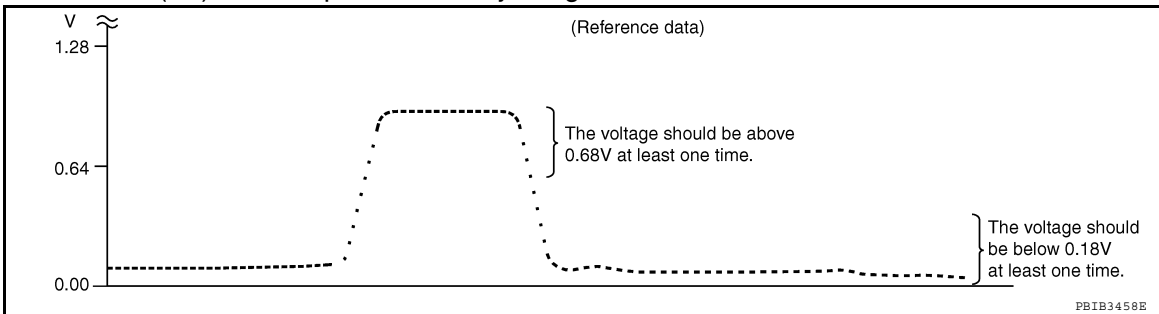 V
(Reference data)
1.28
The voltage should be above
0.68V at least one time.
0.64
The voltage should
be below 0.18V
at least one time.
0.00
PBIB3458E